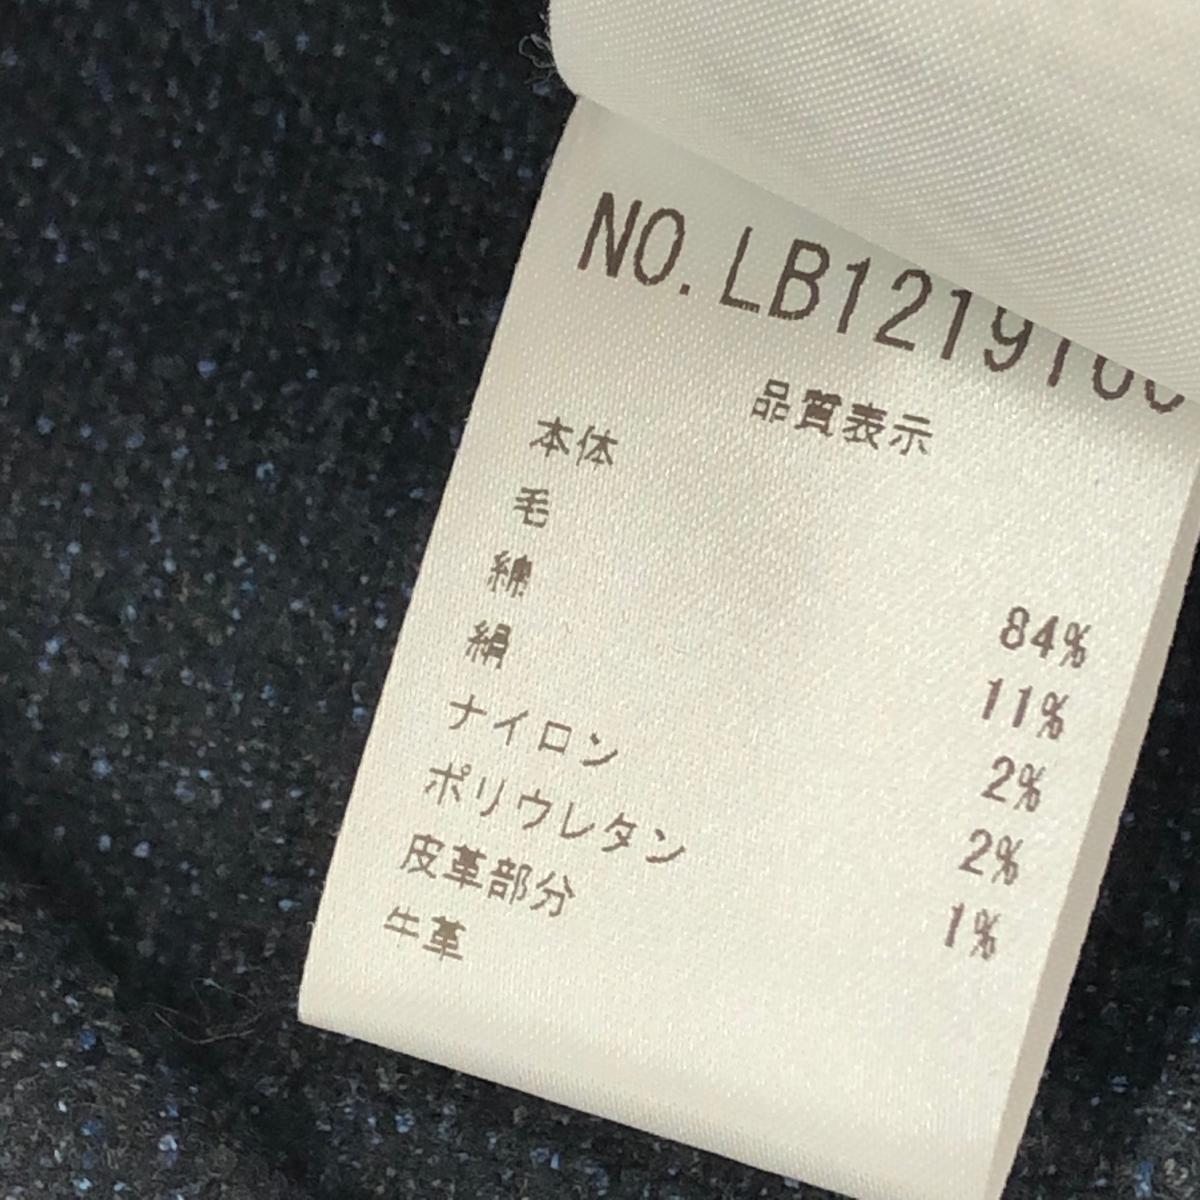 NO.LB1219
品質表示
本体
毛 84%
綿 11%
絹 2%
ナイロン 2%
ポリウレタン 1%
皮革部分
牛革